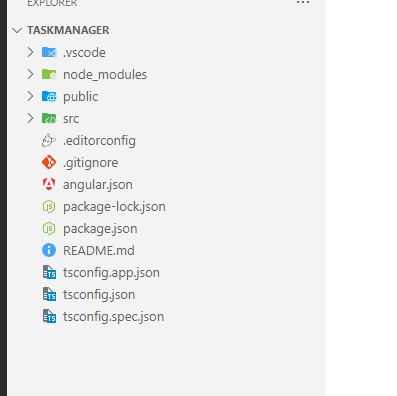 EXPLORER
TASKMANAGER
.vscode
node_modules
public
src
.editorconfig
.gitignore
angular.json
package-lock.json
package.json
README.md
tsconfig.app.json
tsconfig.json
tsconfig.spec.json